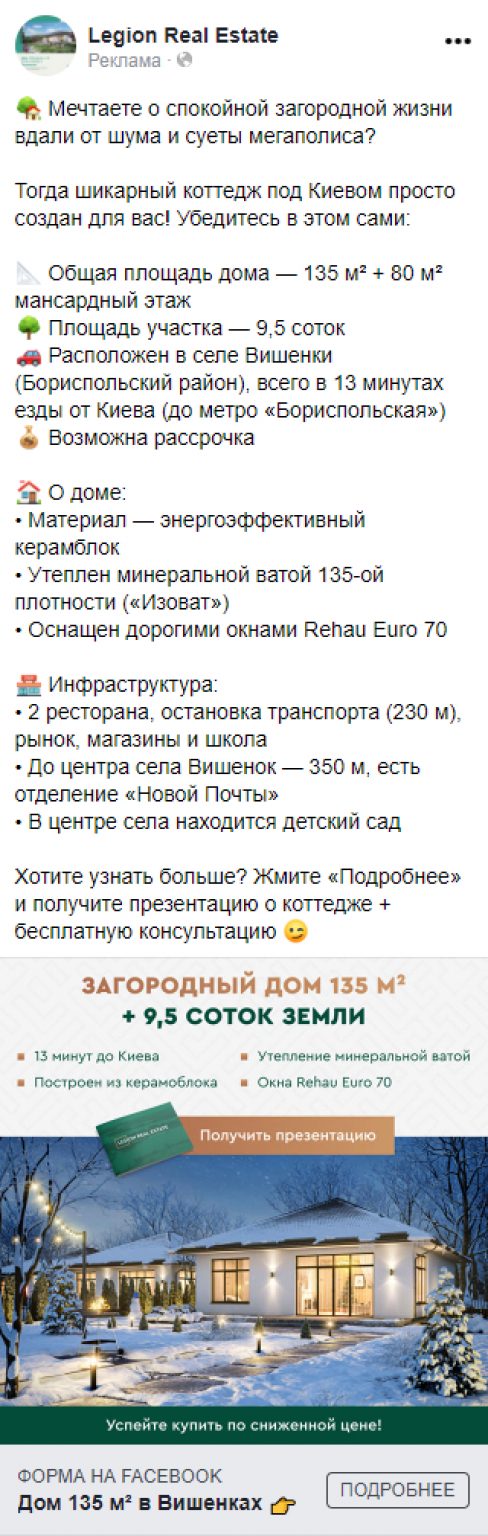 Legion Real Estate
Реклама ·
🏡 Мечтаете о спокойной загородной жизни
вдали от шума и суеты мегаполиса?
Тогда шикарный коттедж под Киевом просто
создан для вас! Убедитесь в этом сами:
📐 Общая площадь дома — 135 м² + 80 м²
мансардный этаж
🌳 Площадь участка — 9,5 соток
🚗 Расположен в селе Вишенки
(Бориспольский район), всего в 13 минутах
езды от Киева (до метро «Бориспольская»)
💰 Возможна рассрочка
🏠 О доме:
• Материал — энергоэффективный
керамблок
• Утеплен минеральной ватой 135-ой
плотности («Изоват»)
• Оснащен дорогими окнами Rehau Euro 70
🏪 Инфраструктура:
• 2 ресторана, остановка транспорта (230 м),
рынок, магазины и школа
• До центра села Вишенок — 350 м, есть
отделение «Новой Почты»
• В центре села находится детский сад
Хотите узнать больше? Жмите «Подробнее»
и получите презентацию о коттедже +
бесплатную консультацию 😉
ЗАГОРОДНЫЙ ДОМ 135 М²
+ 9,5 СОТОК ЗЕМЛИ
▪ 13 минут до Киева
▪ Утепление минеральной ватой
▪ Построен из керамоблока
▪ Окна Rehau Euro 70
LEGION REAL ESTATE
Получить презентацию
Успейте купить по сниженной цене!
ФОРМА НА FACEBOOK
Дом 135 м² в Вишенках 👉
ПОДРОБНЕЕ